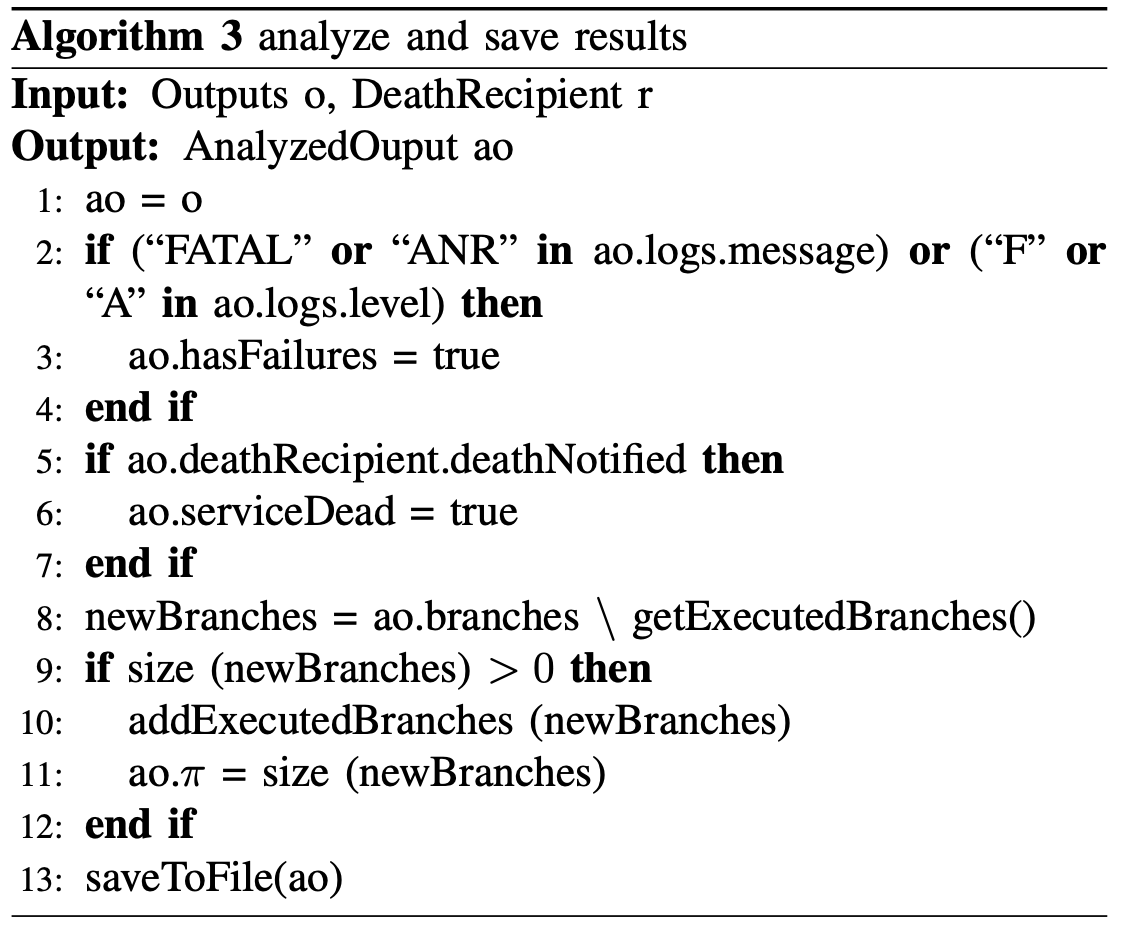 Algorithm 3 analyze and save results
Input: Outputs o, DeathRecipient r
Output: AnalyzedOuput ao
1: ao = o
2: if (“FATAL” or “ANR” in ao.logs.message) or (“F” or
“A” in ao.logs.level) then
3: ao.hasFailures = true
4: end if
5: if ao.deathRecipient.deathNotified then
6: ao.serviceDead = true
7: end if
8: newBranches = ao.branches \ getExecutedBranches()
9: if size (newBranches) > 0 then
10: addExecutedBranches (newBranches)
11: ao.π = size (newBranches)
12: end if
13: saveToFile(ao)